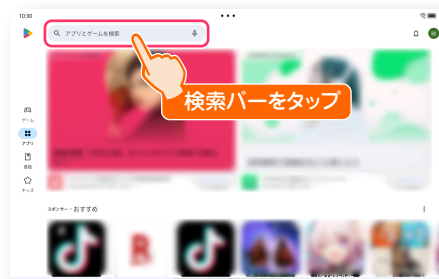 10:30
アプリとゲームを検索
検索バーをタップ
ゲーム
アプリ
書籍
キッズ
スポンサー・おすすめ